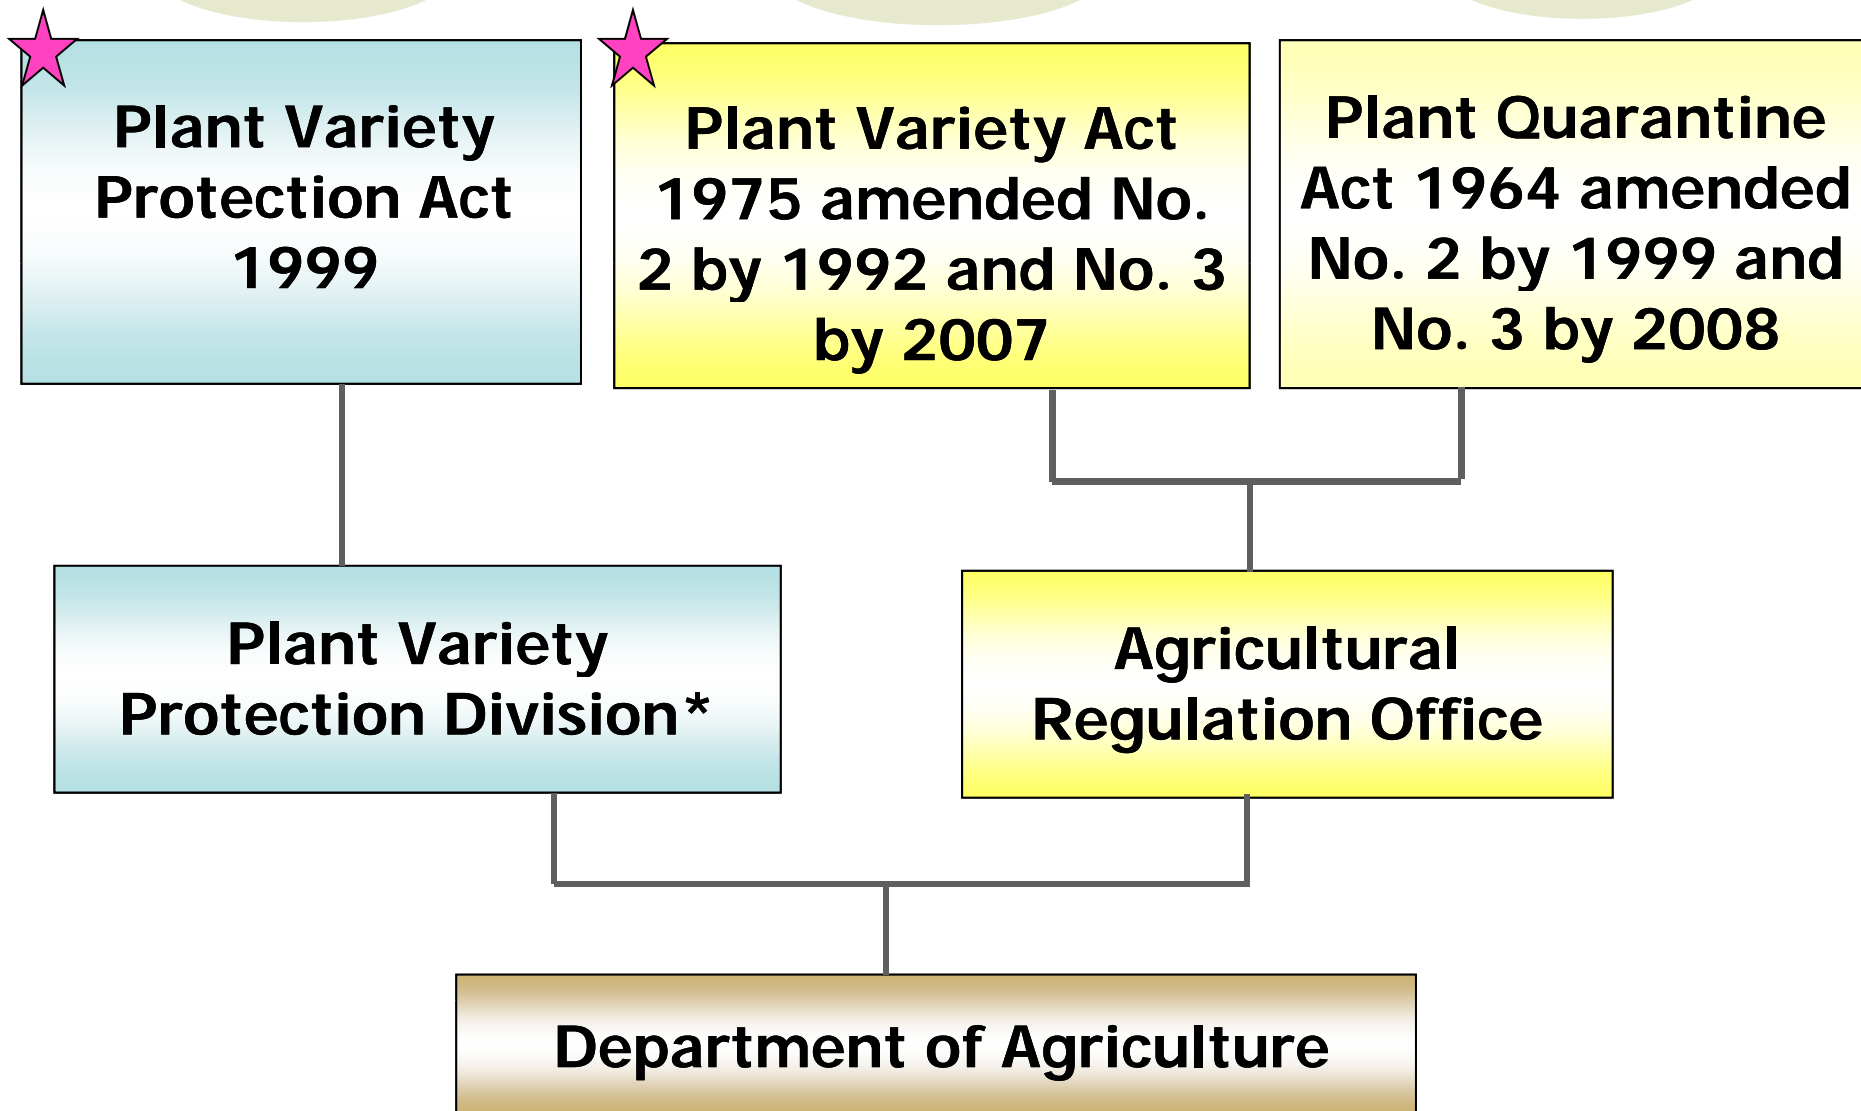 Plant Variety
Protection Act
1999
Plant Variety Act
1975 amended No.
2 by 1992 and No. 3
by 2007
Plant Quarantine
Act 1964 amended
No. 2 by 1999 and
No. 3 by 2008
Plant Variety
Protection Division*
Agricultural
Regulation Office
Department of Agriculture